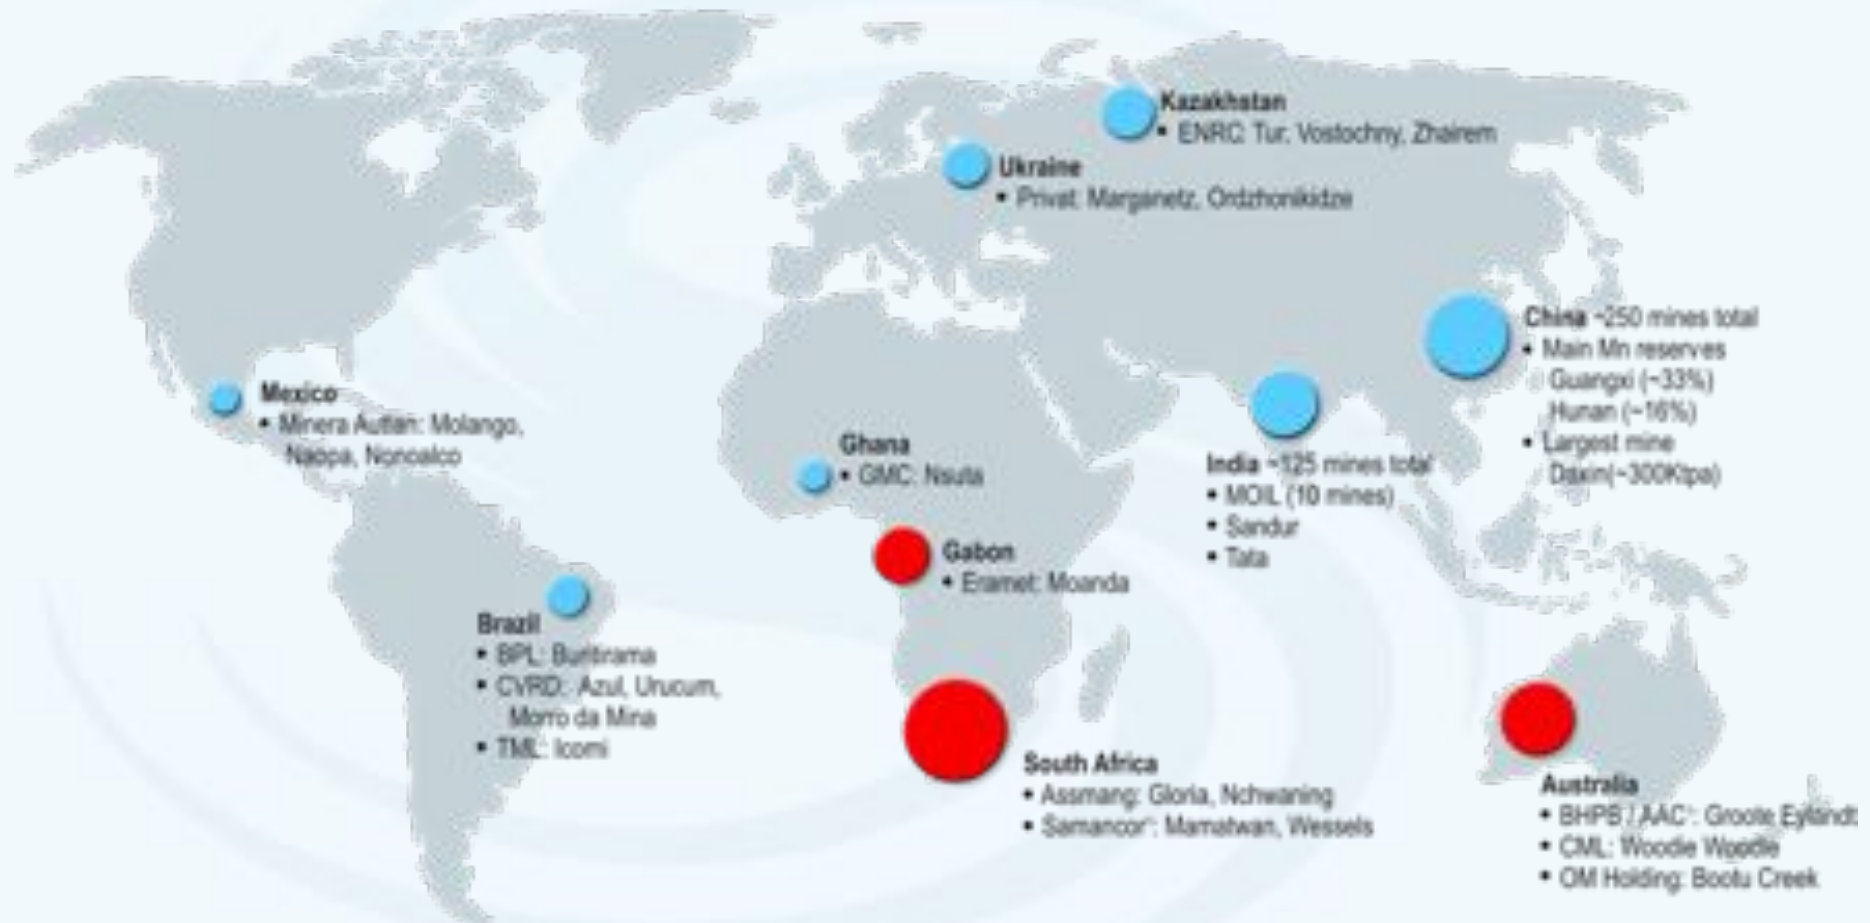 Kazakhstan
• ENRC: Tur, Vostochny, Zhairem
Ukraine
• Privat: Marganetz, Ordzhonikidze
China ~250 mines total
• Main Mn reserves
Guangxi (~33%)
Hunan (~16%)
• Largest mine
Daxin(~300Ktpa)
Mexico
• Minera Autlan: Molango,
Naopa, Nonoalco
Ghana
• GMC: Nsuta
India ~125 mines total
• MOIL (10 mines)
• Sandur
• Tata
Gabon
• Eramet: Moanda
Brazil
• BPL: Buritirama
• CVRD: Azul, Urucum,
Morro da Mina
• TML: Icomi
South Africa
• Assmang: Gloria, Nchwaning
• Samancor*: Mamatwan, Wessels
Australia
• BHPB / AAC*: Groote Eylandt
• CML: Woodie Woodie
• OM Holding: Bootu Creek